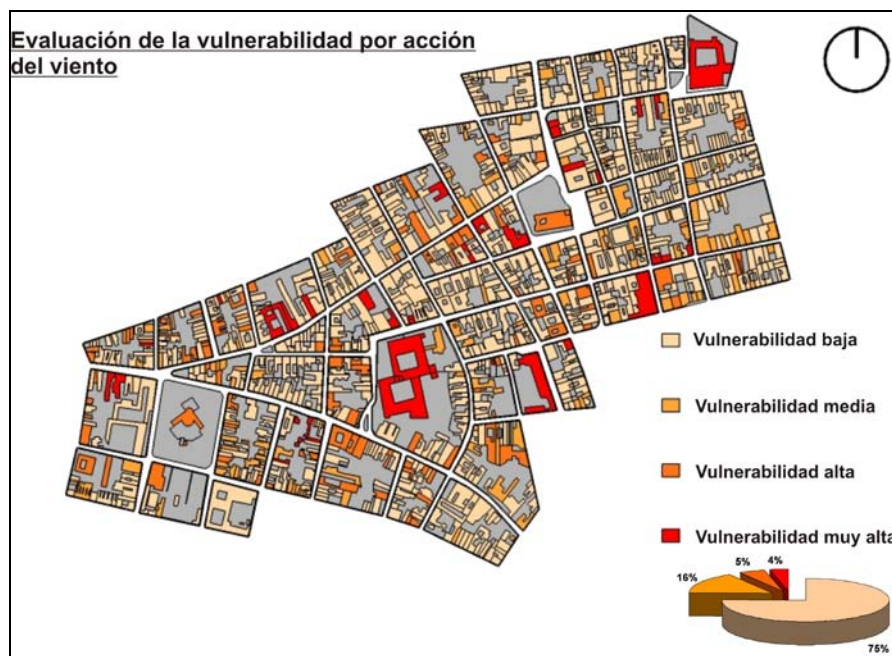 Evaluación de la vulnerabilidad por acción
del viento
Vulnerabilidad baja
Vulnerabilidad media
Vulnerabilidad alta
Vulnerabilidad muy alta
5%
4%
16%
75%